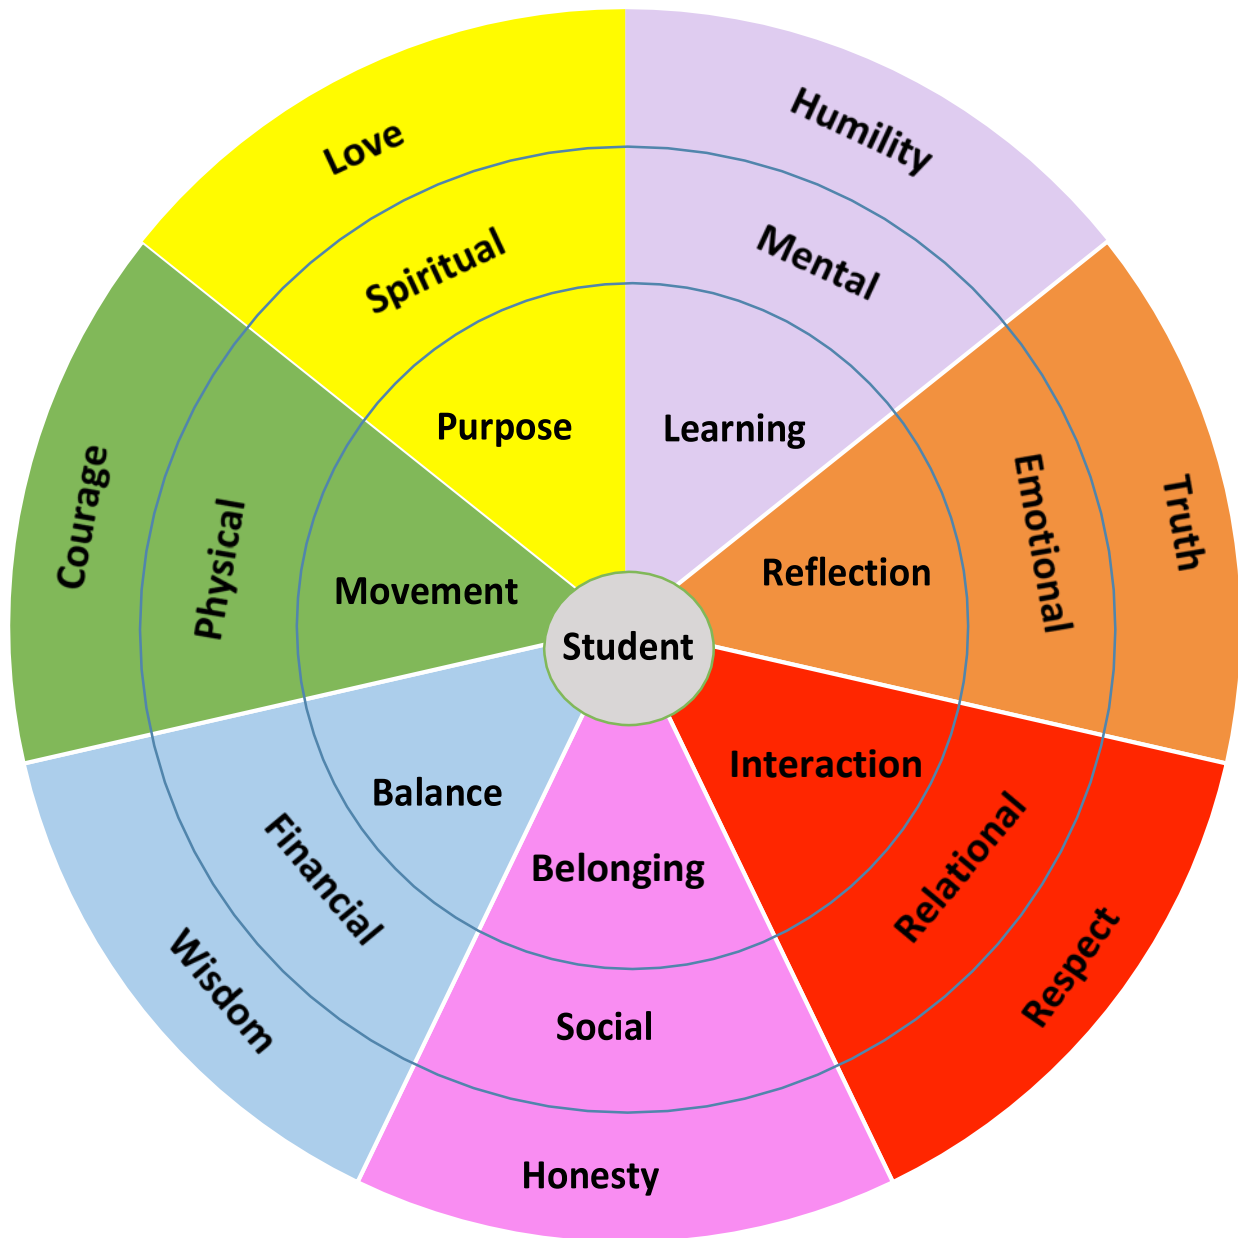 Humility
Love
Mental
Spiritual
Purpose
Learning
Courage
Physical
Movement
Reflection
Emotional
Truth
Student
Interaction
Balance
Belonging
Financial
Relational
Wisdom
Respect
Social
Honesty